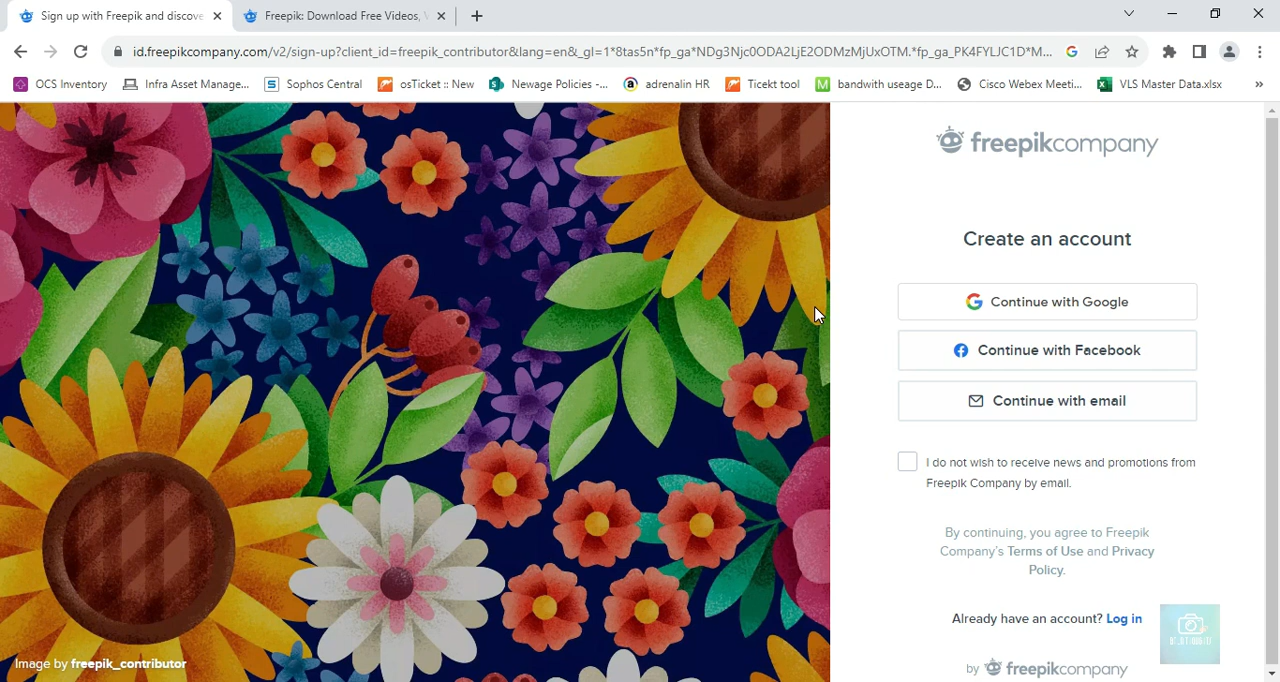 Sign up with Freepik and discove
Freepik: Download Free Videos, V
id.freepikcompany.com/v2/sign-up?client_id=freepik_contributor&lang=en&_gl=1*8tas5n*fp_ga*NDg3Njc0ODA2LjE2ODMzMjUxOTM.*fp_ga_PK4FYLJC1D*M...
OCS Inventory
Infra Asset Manage...
Sophos Central
osTicket :: New
Newage Policies -...
adrenalin HR
Ticekt tool
bandwith useage D...
Cisco Webex Meeti...
VLS Master Data.xlsx
»
freepikcompany
Create an account
Continue with Google
Continue with Facebook
Continue with email
I do not wish to receive news and promotions from
Freepik Company by email.
By continuing, you agree to Freepik
Company's Terms of Use and Privacy
Policy.
Already have an account? Log in
by freepikcompany
Image by freepik_contributor